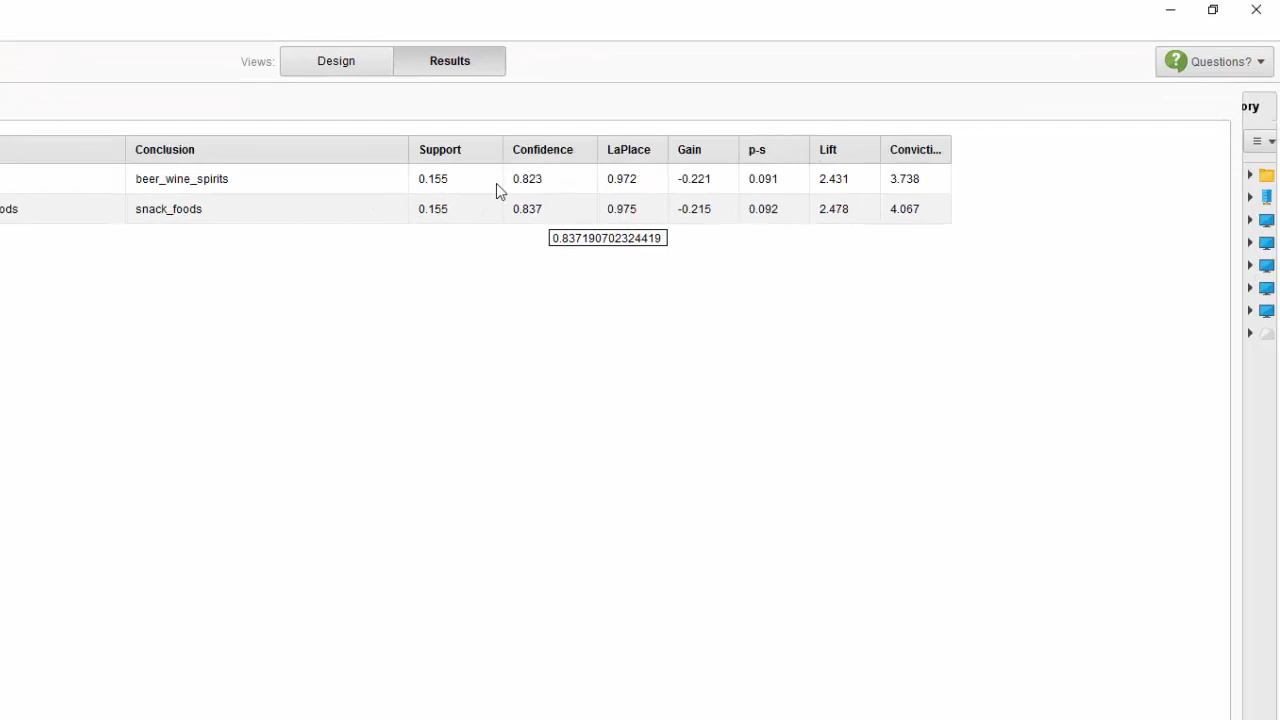 Views: Design Results Questions?
ory
Conclusion Support Confidence LaPlace Gain p-s Lift Convicti...
beer_wine_spirits 0.155 0.823 0.972 -0.221 0.091 2.431 3.738
ods snack_foods 0.155 0.837 0.975 -0.215 0.092 2.478 4.067
0.837190702324419